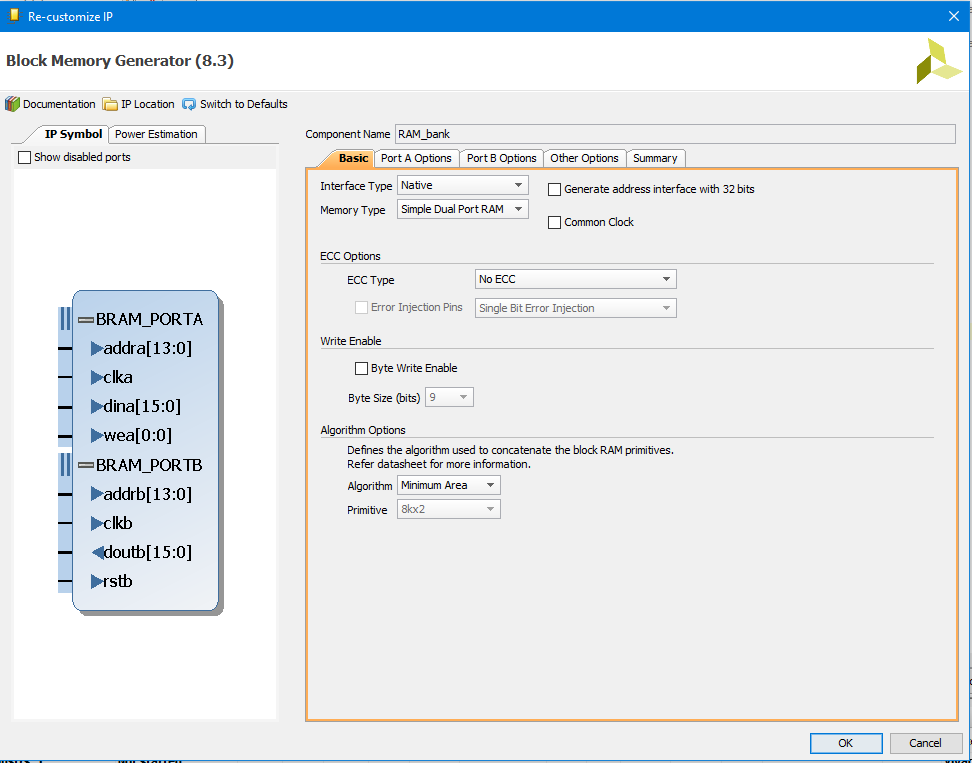 Re-customize IP
Block Memory Generator (8.3)
Documentation IP Location Switch to Defaults
IP Symbol Power Estimation
Show disabled ports
BRAM_PORTA
addra[13:0]
clka
dina[15:0]
wea[0:0]
BRAM_PORTB
addrb[13:0]
clkb
doutb[15:0]
rstb
Component Name RAM_bank
Basic Port A Options Port B Options Other Options Summary
Interface Type Native Generate address interface with 32 bits
Memory Type Simple Dual Port RAM
Common Clock
ECC Options
ECC Type No ECC
Error Injection Pins Single Bit Error Injection
Write Enable
Byte Write Enable
Byte Size (bits) 9
Algorithm Options
Defines the algorithm used to concatenate the block RAM primitives.
Refer datasheet for more information.
Algorithm Minimum Area
Primitive 8kx2
OK Cancel